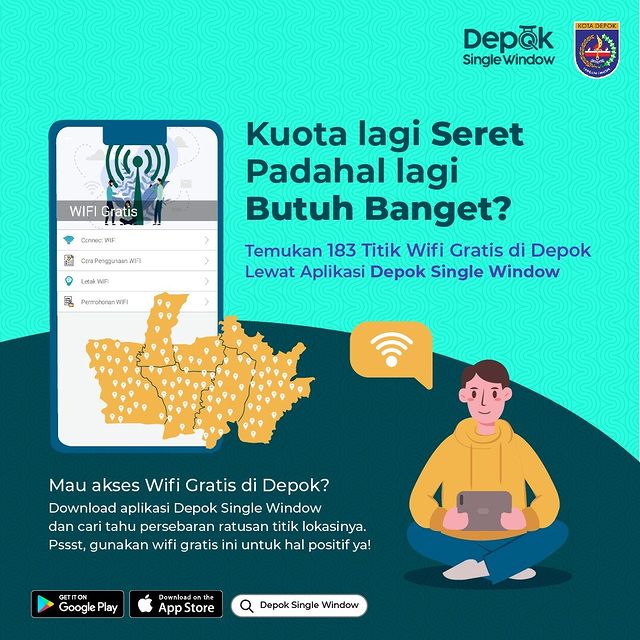 Depok
Single Window
KOTA DEPOK
Kuota lagi Seret
Padahal lagi
Butuh Banget?
Temukan 183 Titik Wifi Gratis di Depok
Lewat Aplikasi Depok Single Window
WIFI Gratis
Connect WIFI
Cara Penggunaan WIFI
Letak WIFI
Permohonan WIFI
Mau akses Wifi Gratis di Depok?
Download aplikasi Depok Single Window
dan cari tahu persebaran ratusan titik lokasinya.
Pssst, gunakan wifi gratis ini untuk hal positif ya!
GET IT ON
Google Play
Download on the
App Store
Depok Single Window